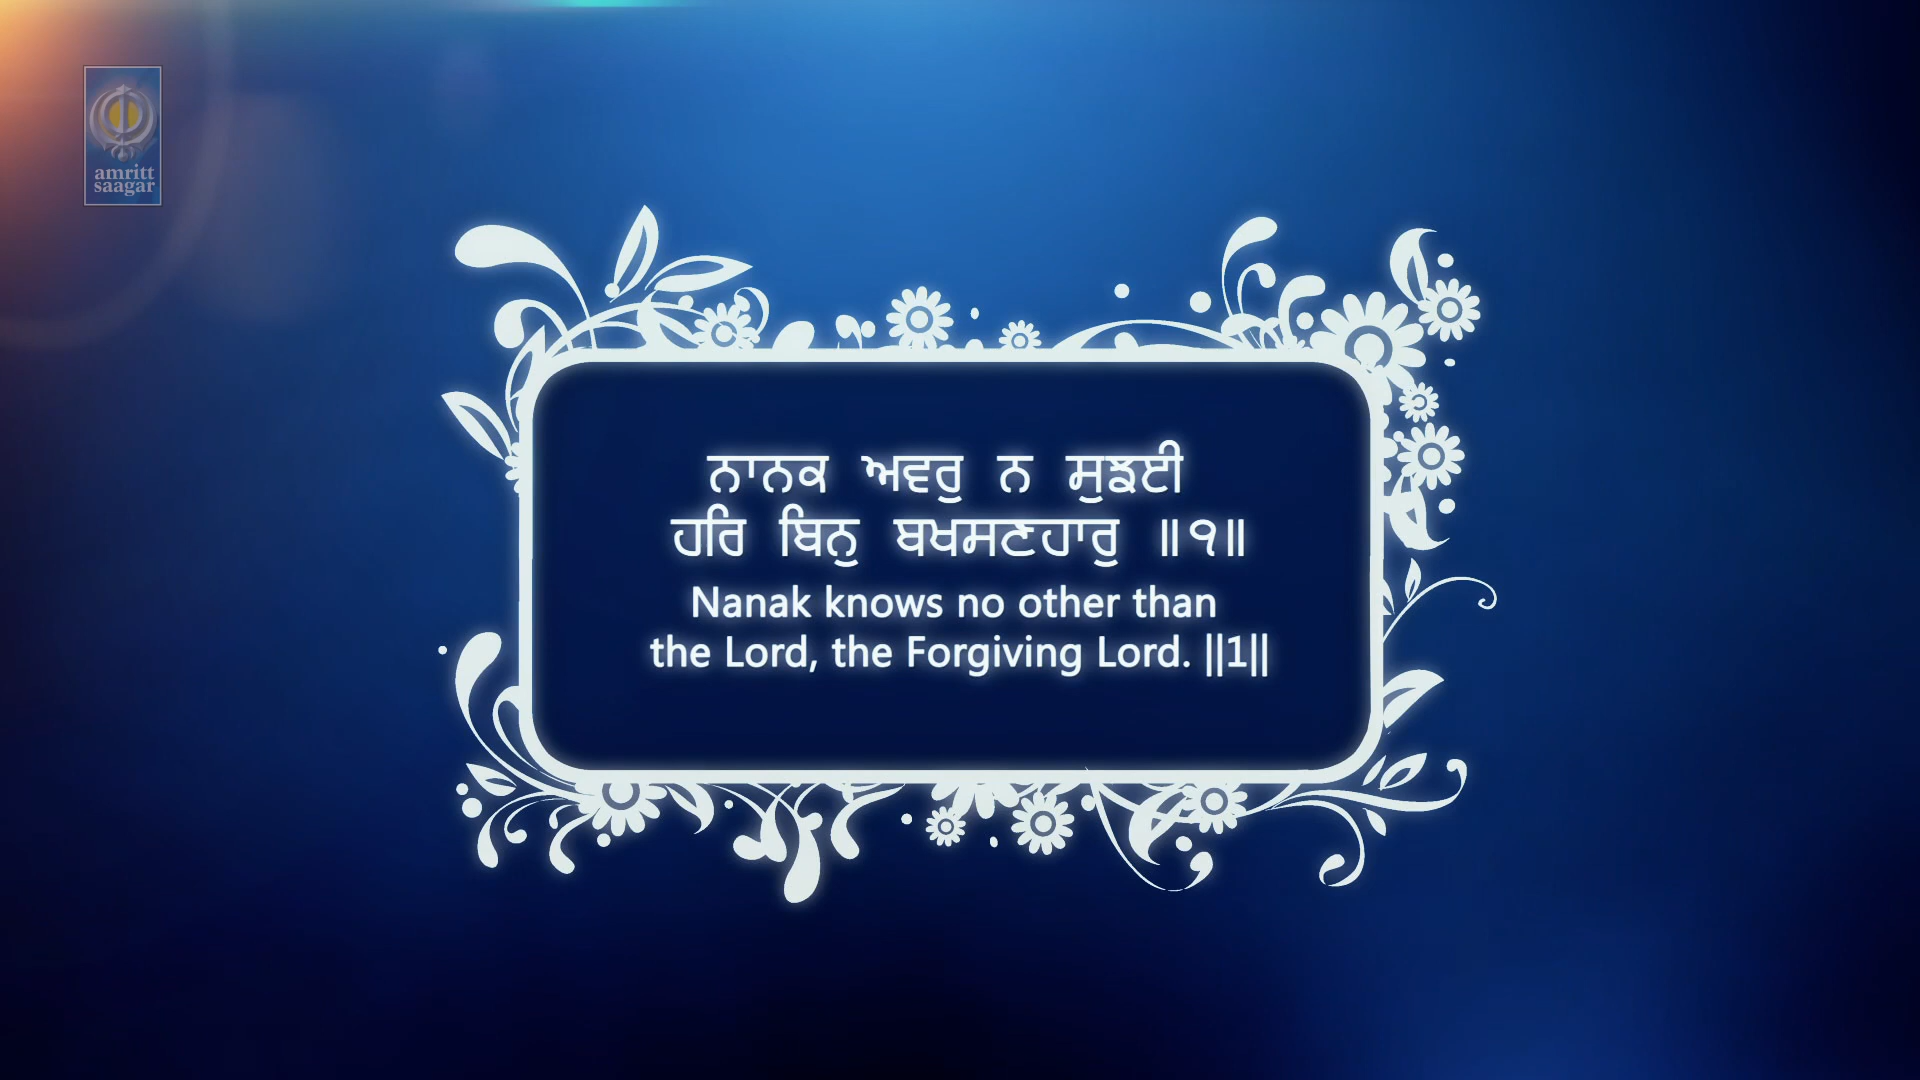 amritt
saagar
ਨਾਨਕ ਅਵਰੁ ਨ ਸੁਝਈ
ਹਰਿ ਬਿਨੁ ਬਖਸਣਹਾਰੁ ॥੧॥
Nanak knows no other than
the Lord, the Forgiving Lord. ||1||